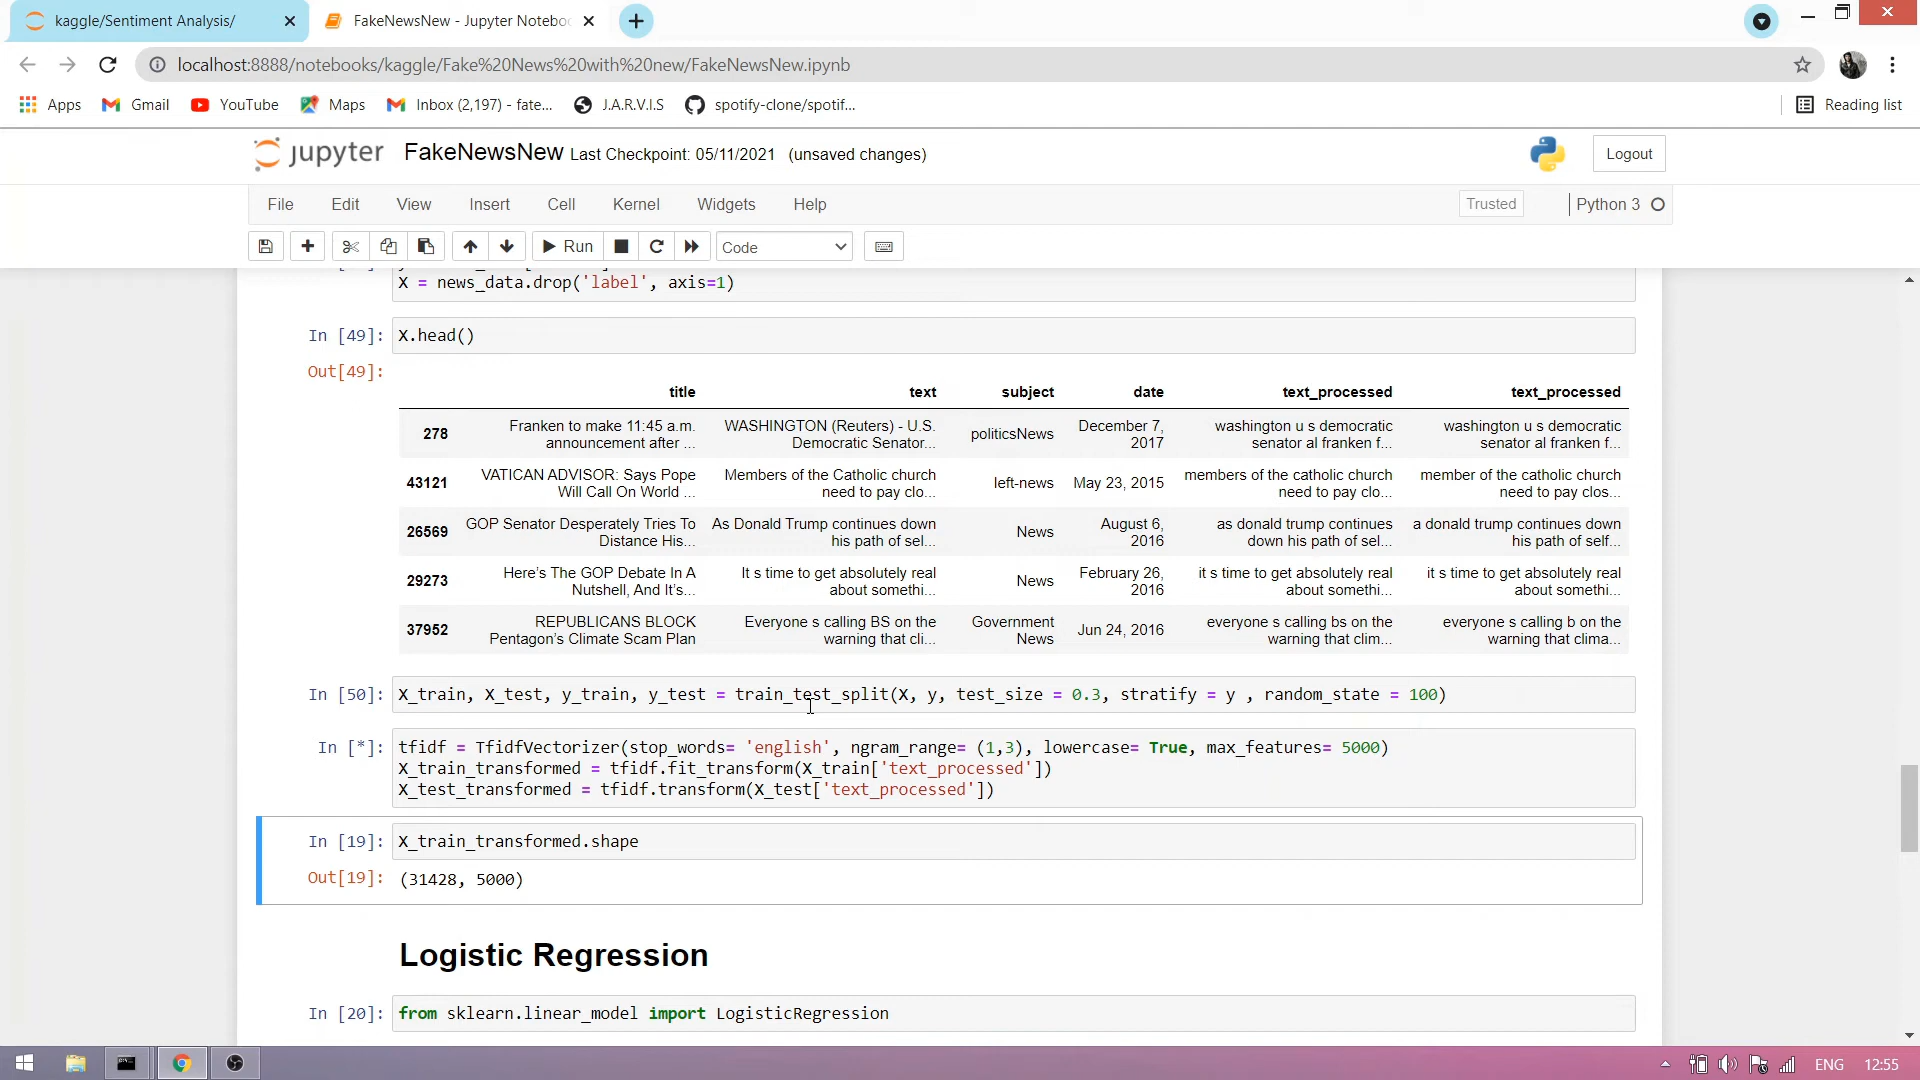 kaggle/Sentiment Analysis/
FakeNewsNew - Jupyter Notebo
localhost:8888/notebooks/kaggle/Fake%20News%20with%20new/FakeNewsNew.ipynb
Apps Gmail YouTube Maps Inbox (2,197) - fate... J.A.R.V.I.S spotify-clone/spotif... Reading list
jupyter FakeNewsNew Last Checkpoint: 05/11/2021 (unsaved changes) Logout
File Edit View Insert Cell Kernel Widgets Help Trusted Python 3
Run Code
X = news_data.drop('label', axis=1)
In [49]: X.head()
Out[49]:
title text subject date text_processed text_processed
278 Franken to make 11:45 a.m. announcement after ... WASHINGTON (Reuters) - U.S. Democratic Senator... politicsNews December 7, 2017 washington u s democratic senator al franken f... washington u s democratic senator al franken f...
43121 VATICAN ADVISOR: Says Pope Will Call On World ... Members of the Catholic church need to pay clo... left-news May 23, 2015 members of the catholic church need to pay clo... member of the catholic church need to pay clos...
26569 GOP Senator Desperately Tries To Distance His... As Donald Trump continues down his path of sel... News August 6, 2016 as donald trump continues down his path of sel... a donald trump continues down his path of self...
29273 Here's The GOP Debate In A Nutshell, And It's... It s time to get absolutely real about somethi... News February 26, 2016 it s time to get absolutely real about somethi... it s time to get absolutely real about somethi...
37952 REPUBLICANS BLOCK Pentagon's Climate Scam Plan Everyone s calling BS on the warning that cli... Government News Jun 24, 2016 everyone s calling bs on the warning that clim... everyone s calling b on the warning that clima...
In [50]: X_train, X_test, y_train, y_test = train_test_split(X, y, test_size = 0.3, stratify = y , random_state = 100)
In [*]: tfidf = TfidfVectorizer(stop_words= 'english', ngram_range= (1,3), lowercase= True, max_features= 5000)
X_train_transformed = tfidf.fit_transform(X_train['text_processed'])
X_test_transformed = tfidf.transform(X_test['text_processed'])
In [19]: X_train_transformed.shape
Out[19]: (31428, 5000)
Logistic Regression
In [20]: from sklearn.linear_model import LogisticRegression
ENG 12:55